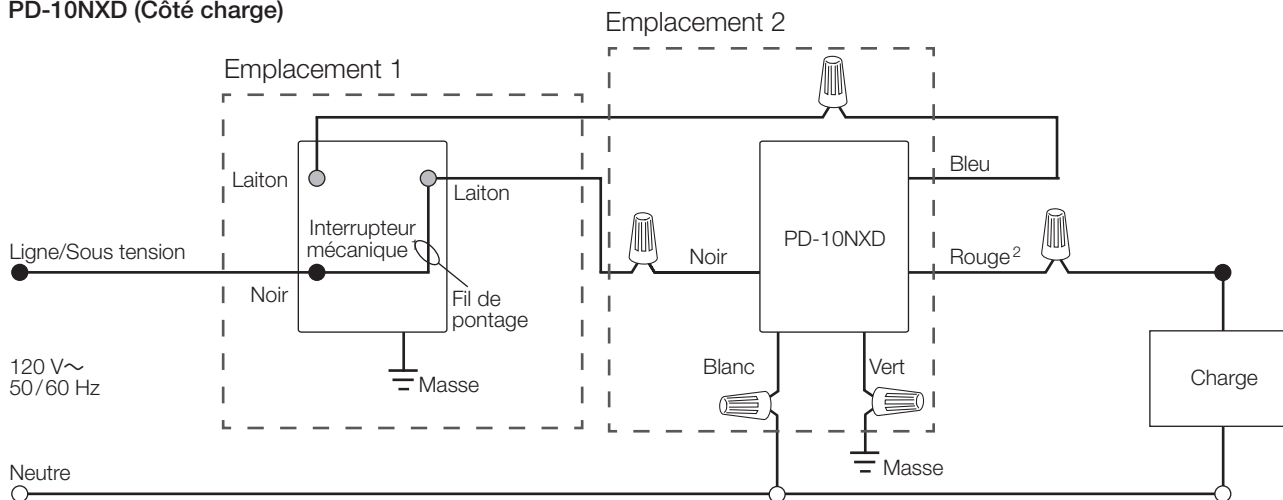 PD-10NXD (Côté charge)
Emplacement 2
Emplacement 1
Bleu
Laiton
Laiton
Interrupteur
mécanique
PD-10NXD
Ligne/Sous tension
Noir
Rouge²
Noir
Fil de
pontage
120 V~
50/60 Hz
Masse
Blanc
Vert
Charge
Masse
Neutre